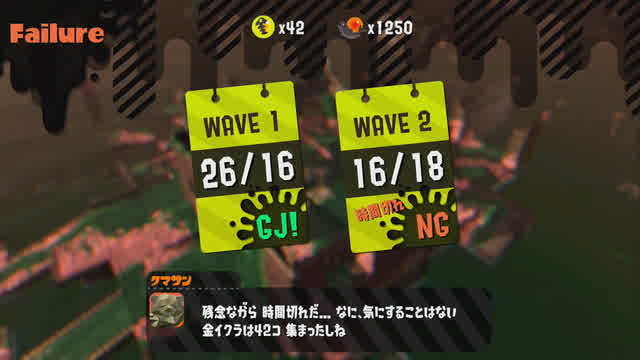 Failure
x42
x1250
WAVE 1
26/16
GJ!
WAVE 2
16/18
時間切れ
NG
クマサン
残念ながら 時間切れだ... なに、気にすることはない
金イクラは42コ 集まったしね